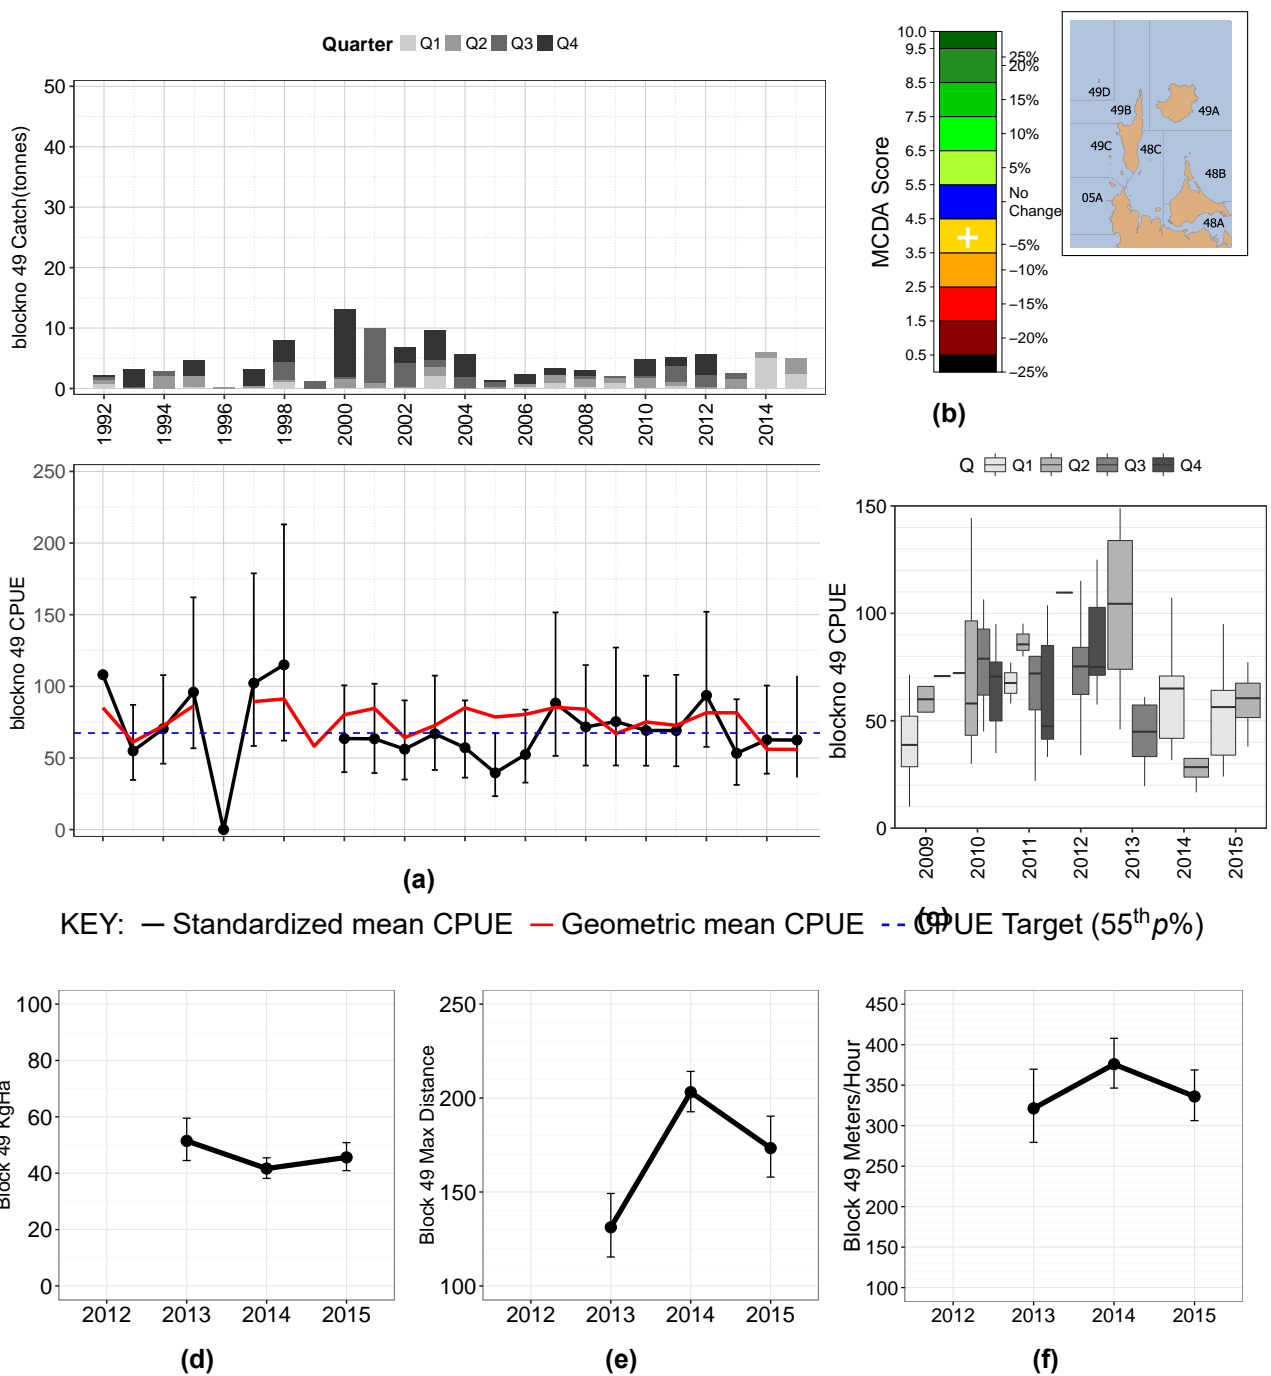 Quarter Q1 Q2 Q3 Q4
blockno 49 Catch(tonnes)
50
40
30
20
10
0
1992 1994 1996 1998 2000 2002 2004 2006 2008 2010 2012 2014
blockno 49 CPUE
250
200
150
100
50
0
(a)
MCDA Score
10.0
9.5
8.5
7.5
6.5
5.5
4.5
3.5
2.5
1.5
0.5
25%
20%
15%
10%
5%
No
Change
−5%
−10%
−15%
−20%
−25%
(b)
49D
49B
49A
49C
48C
48B
05A
48A
Q Q1 Q2 Q3 Q4
blockno 49 CPUE
150
100
50
0
2009 2010 2011 2012 2013 2014 2015
(c)
KEY: Standardized mean CPUE Geometric mean CPUE CPUE Target (55th p%)
Block 49 KgHa
100
80
60
40
20
0
2012 2013 2014 2015
(d)
Block 49 Max Distance
250
200
150
100
2012 2013 2014 2015
(e)
Block 49 Meters/Hour
450
400
350
300
250
200
150
100
2012 2013 2014 2015
(f)